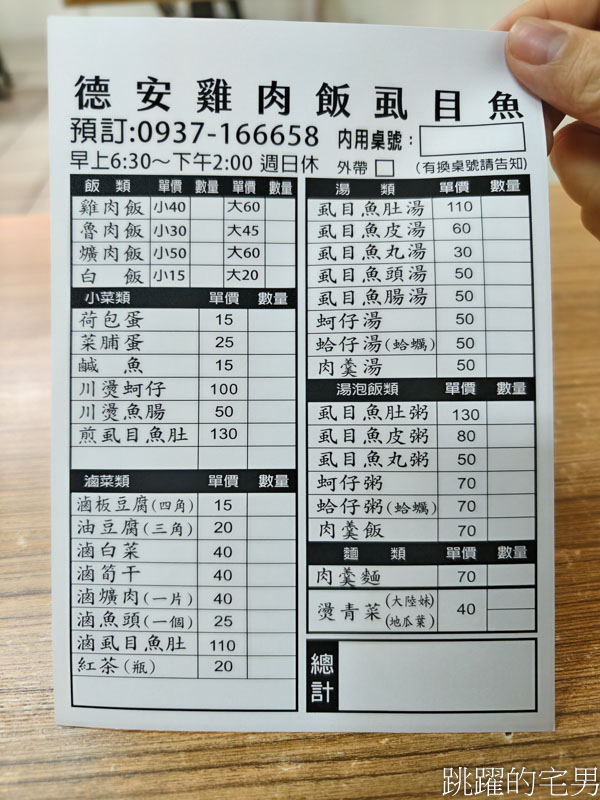 德安雞肉飯虱目魚
預訂:0937-166658 內用桌號:
早上6:30～下午2:00 週日休 外帶 (有換桌號請告知)
飯類 單價 數量 單價 數量
雞肉飯 小40 大60
魯肉飯 小30 大45
爌肉飯 小50 大60
白飯 小15 大20
小菜類 單價 數量
荷包蛋 15
菜脯蛋 25
鹹魚 15
川燙蚵仔 100
川燙魚腸 50
煎虱目魚肚 130
滷菜類 單價 數量
滷板豆腐(四角) 15
油豆腐(三角) 20
滷白菜 40
滷筍干 40
滷爌肉(一片) 40
滷魚頭(一個) 25
滷虱目魚肚 110
紅茶(瓶) 20
湯類 單價 數量
虱目魚肚湯 110
虱目魚皮湯 60
虱目魚丸湯 30
虱目魚頭湯 50
虱目魚腸湯 50
蚵仔湯 50
蛤仔湯(蛤蠣) 50
肉羹湯 50
湯泡飯類 單價 數量
虱目魚肚粥 130
虱目魚皮粥 80
虱目魚丸粥 50
蚵仔粥 70
蛤仔粥(蛤蠣) 70
肉羹飯 70
麵類 單價 數量
肉羹麵 70
燙青菜(大陸妹)(地瓜葉) 40
總計
跳躍的宅男